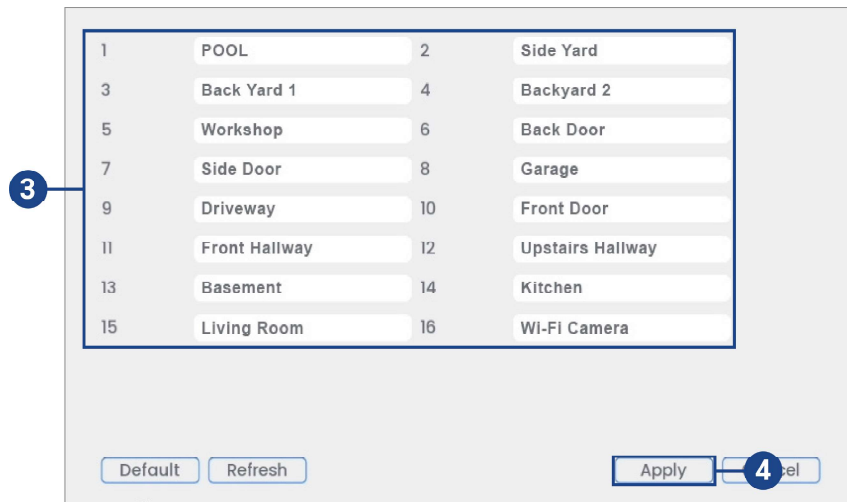 1 POOL 2 Side Yard
3 Back Yard 1 4 Backyard 2
5 Workshop 6 Back Door
7 Side Door 8 Garage
3
9 Driveway 10 Front Door
11 Front Hallway 12 Upstairs Hallway
13 Basement 14 Kitchen
15 Living Room 16 Wi-Fi Camera
Default Refresh Apply 4